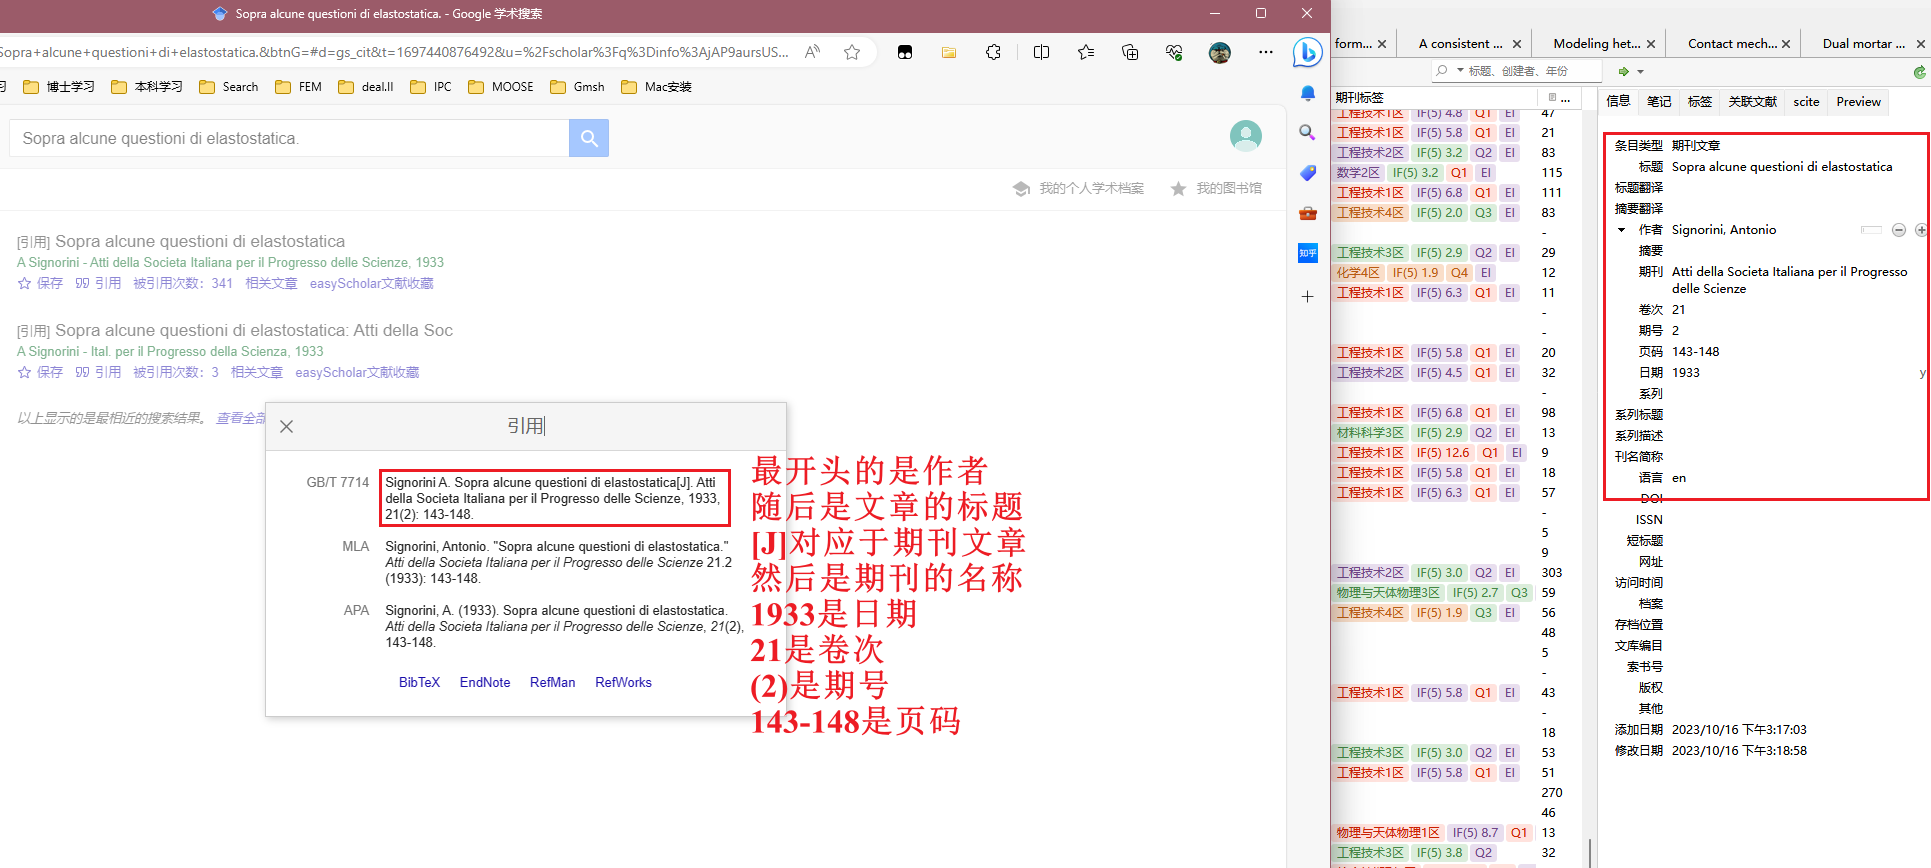 Sopra alcune questioni di elastostatica. - Google 学术搜索
Sopra+alcune+questioni+di+elastostatica.&btnG=#d=gs_cit&t=1697440876492&u=%2Fscholar%3Fq%3Dinfo%3AjAP9aursUS...
习
博士学习
本科学习
Search
FEM
deal.II
IPC
MOOSE
Gmsh
Mac安装
Sopra alcune questioni di elastostatica.
我的个人学术档案
我的图书馆
[引用] Sopra alcune questioni di elastostatica
A Signorini - Atti della Societa Italiana per il Progresso delle Scienze, 1933
保存 引用 被引用次数：341 相关文章 easyScholar文献收藏
[引用] Sopra alcune questioni di elastostatica: Atti della Soc
A Signorini - Ital. per il Progresso della Scienza, 1933
保存 引用 被引用次数：3 相关文章 easyScholar文献收藏
以上显示的是最相近的搜索结果。 查看全部
引用
GB/T 7714
Signorini A. Sopra alcune questioni di elastostatica[J]. Atti
della Societa Italiana per il Progresso delle Scienze, 1933,
21(2): 143-148.
MLA
Signorini, Antonio. "Sopra alcune questioni di elastostatica."
Atti della Societa Italiana per il Progresso delle Scienze 21.2
(1933): 143-148.
APA
Signorini, A. (1933). Sopra alcune questioni di elastostatica.
Atti della Societa Italiana per il Progresso delle Scienze, 21(2),
143-148.
BibTeX EndNote RefMan RefWorks
最开头的是作者
随后是文章的标题
[J]对应于期刊文章
然后是期刊的名称
1933是日期
21是卷次
(2)是期号
143-148是页码
知乎
form...
A consistent ...
Modeling het...
Contact mech...
Dual mortar ...
标题、创建者、年份
期刊标签
...
工程技术1区 IF(5) 4.8 Q1 EI 47
工程技术1区 IF(5) 5.8 Q1 EI 21
工程技术2区 IF(5) 3.2 Q2 EI 83
数学2区 IF(5) 3.2 Q1 EI 115
工程技术1区 IF(5) 6.8 Q1 EI 111
工程技术4区 IF(5) 2.0 Q3 EI 83
-
工程技术3区 IF(5) 2.9 Q2 EI 29
化学4区 IF(5) 1.9 Q4 EI 12
工程技术1区 IF(5) 6.3 Q1 EI 11
-
-
工程技术1区 IF(5) 5.8 Q1 EI 20
工程技术2区 IF(5) 4.5 Q1 EI 32
-
工程技术1区 IF(5) 6.8 Q1 EI 98
材料科学3区 IF(5) 2.9 Q2 EI 13
工程技术1区 IF(5) 12.6 Q1 EI 9
工程技术1区 IF(5) 5.8 Q1 EI 18
工程技术1区 IF(5) 6.3 Q1 EI 57
-
5
9
工程技术2区 IF(5) 3.0 Q2 EI 303
物理与天体物理3区 IF(5) 2.7 Q3 59
工程技术4区 IF(5) 1.9 Q3 EI 56
48
5
-
工程技术1区 IF(5) 5.8 Q1 EI 43
-
18
工程技术3区 IF(5) 3.0 Q2 EI 53
工程技术1区 IF(5) 5.8 Q1 EI 51
270
46
物理与天体物理1区 IF(5) 8.7 Q1 13
工程技术3区 IF(5) 3.8 Q2 32
信息 笔记 标签 关联文献 scite Preview
条目类型 期刊文章
标题 Sopra alcune questioni di elastostatica
标题翻译
摘要翻译
作者 Signorini, Antonio
摘要
期刊 Atti della Societa Italiana per il Progresso
delle Scienze
卷次 21
期号 2
页码 143-148
日期 1933 y
系列
系列标题
系列描述
刊名简称
语言 en
DOI
ISSN
短标题
网址
访问时间
档案
存档位置
文库编目
索书号
版权
其他
添加日期 2023/10/16 下午3:17:03
修改日期 2023/10/16 下午3:18:58